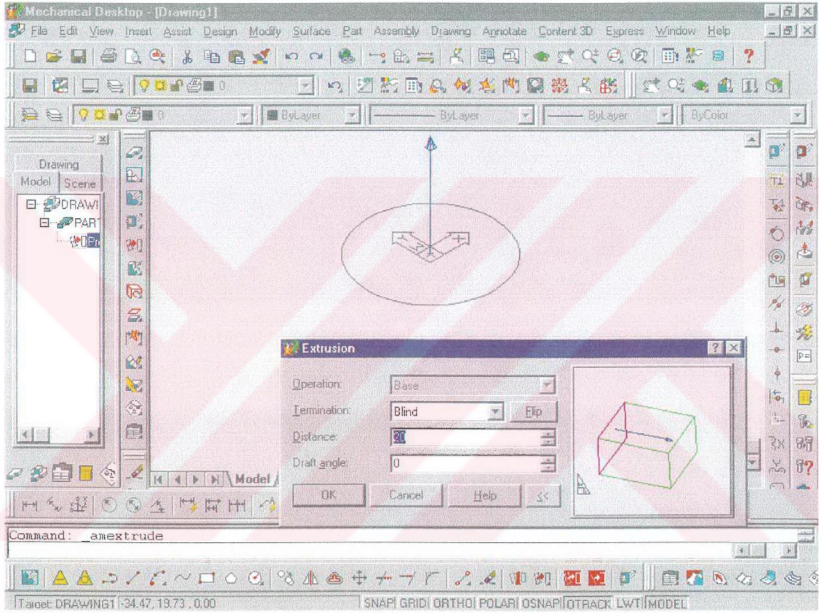 Mechanical Desktop - [Drawing1]
File Edit View Insert Assist Design Modify Surface Part Assembly Drawing Annotate Content 3D Express Window Help
0
0 ByLayer ByLayer ByLayer ByColor
Drawing
Model Scene
DRAWI
PART
Extrusion
Operation: Base
Termination: Blind Flip
Distance: 20
Draft angle: 0
OK Cancel Help <<
Model
Command: _amextrude
Target: DRAWING1 -34.47, 19.73, 0.00 SNAP GRID ORTHO POLAR OSNAP OTRACK LWT MODEL